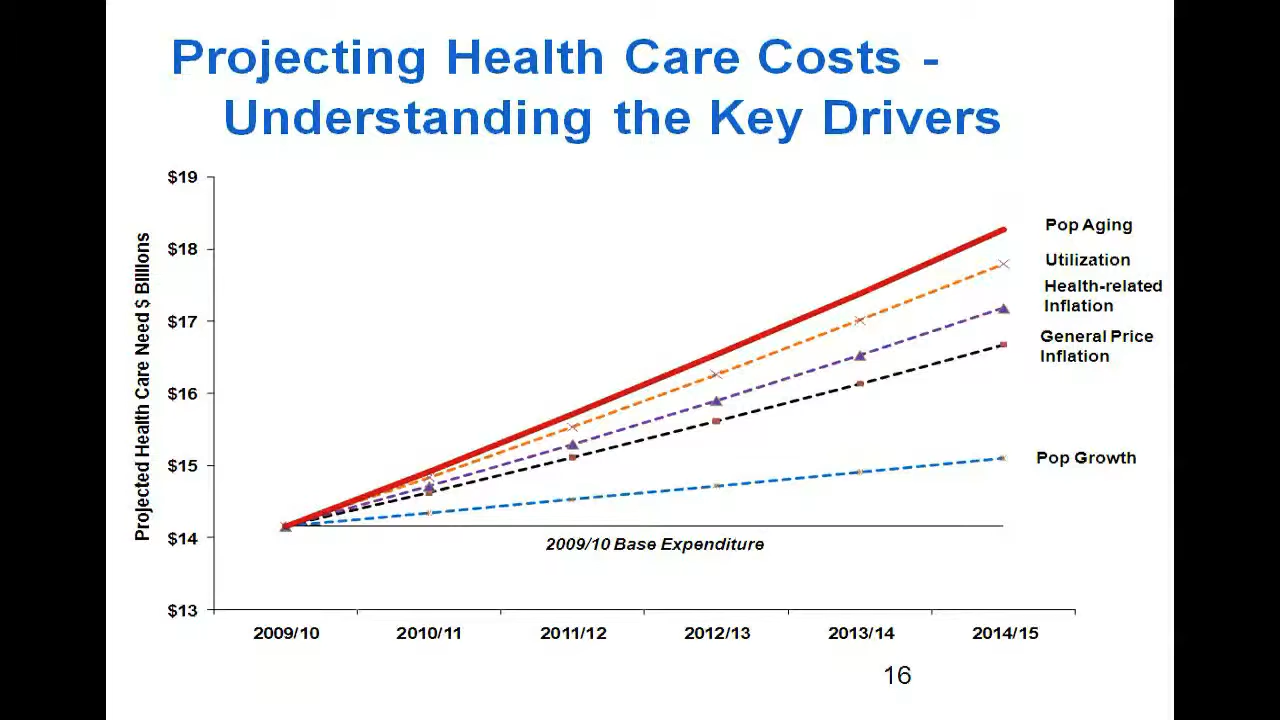 Projecting Health Care Costs -
Understanding the Key Drivers
Projected Health Care Need $ Billions
$19
$18
$17
$16
$15
$14
$13
Pop Aging
Utilization
Health-related
Inflation
General Price
Inflation
Pop Growth
2009/10 Base Expenditure
2009/10 2010/11 2011/12 2012/13 2013/14 2014/15
16